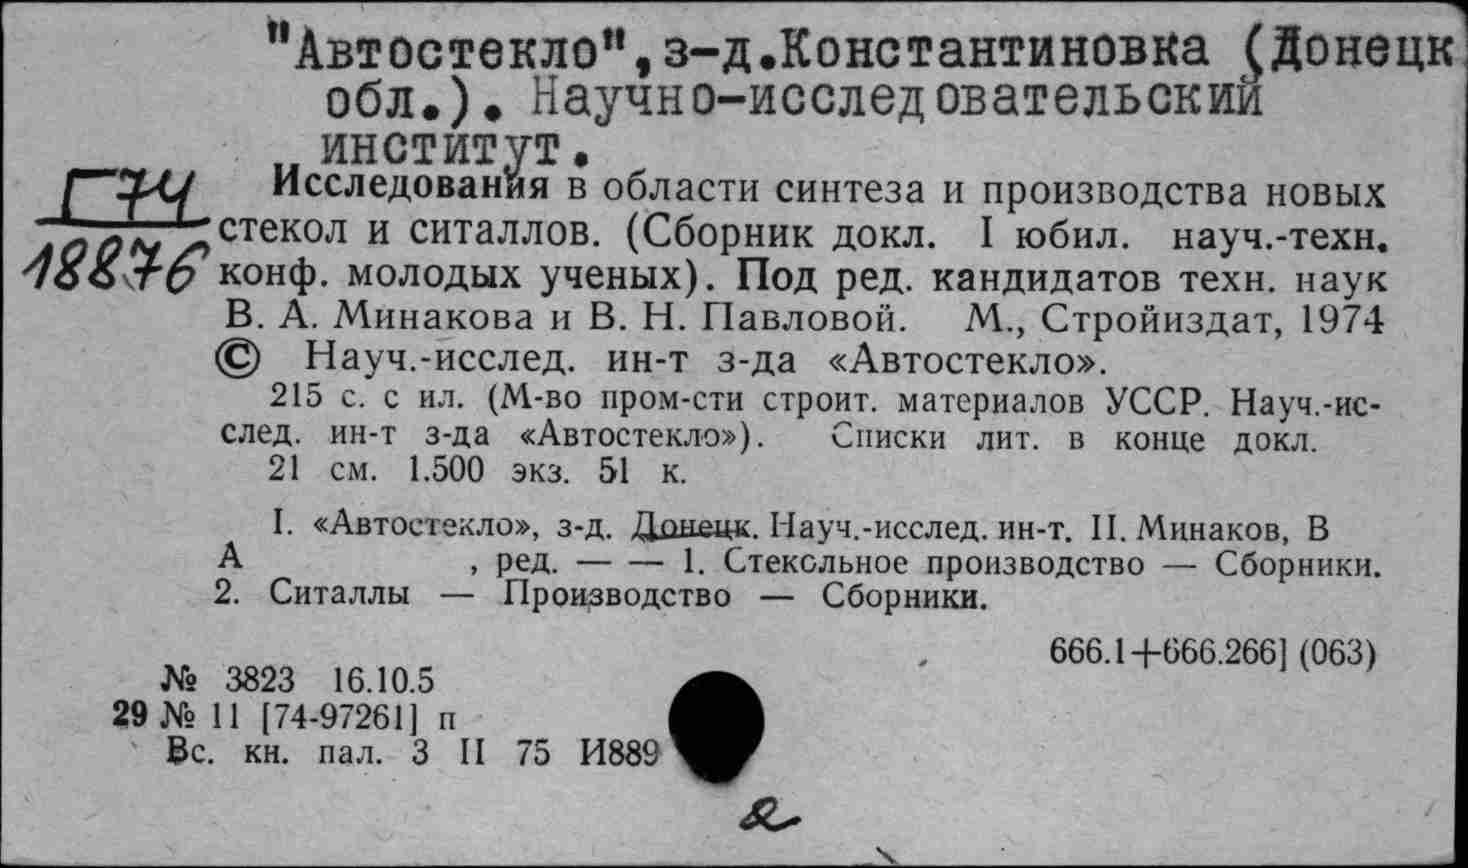 "Автостекло", з-д.Константиновка (Донецк
обл.). Научно-исследовательский
институт.
Г74
18876
Исследования в области синтеза и производства новых
стекол и ситаллов. (Сборник докл. I юбил. науч.-техн.
конф. молодых ученых). Под ред. кандидатов техн. наук
В. А. Минакова и В. Н. Павловой. М., Стройиздат, 1974
© Науч.-исслед. ин-т з-да «Автостекло».
215 с. с ил. (М-во пром-сти строит. материалов УССР. Науч.-ис-
след. ин-т з-да «Автостекло»). Списки лит. в конце докл.
21 см. 1.500 экз. 51 к.
I. «Автостекло», з-д. Донецк. Науч.-исслед. ин-т. II. Минаков, В
А , ред. — — 1. Стекольное производство — Сборники.
2. Ситаллы — Производство — Сборники.
666.1+666.266] (063)
№ 3823 16.10.5
29 № 11 [74-97261] п
Вс. кн. пал. 3 II 75 И889